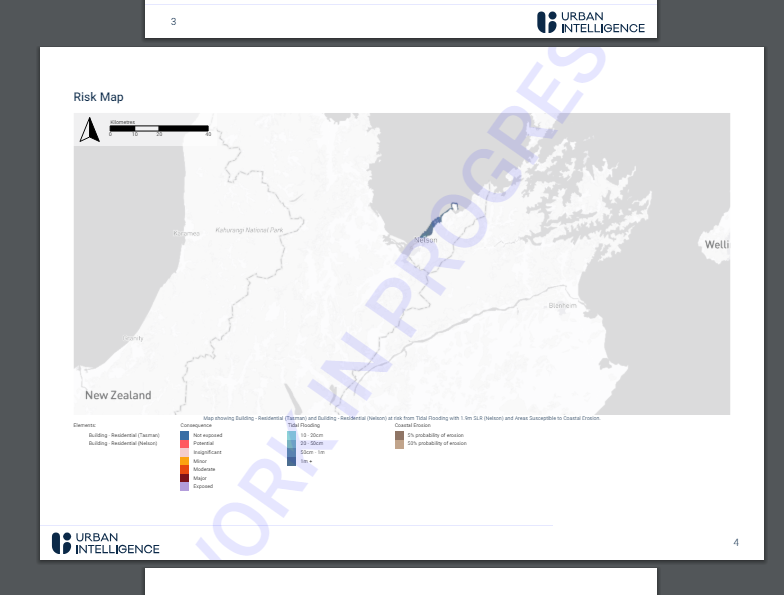 3
URBAN
INTELLIGENCE
Risk Map
Kilometres
0 10 20 40
Karamea
Kahurangi National Park
Nelson
Welli
Blenheim
New Zealand
Map showing Building - Residential (Tasman) and Building - Residential (Nelson) at risk from Tidal Flooding with 1.9m SLR (Nelson) and Areas Susceptible to Coastal Erosion.
Elements:
Building - Residential (Tasman)
Building - Residential (Nelson)
Consequence
Not exposed
Potential
Insignificant
Minor
Moderate
Major
Exposed
Tidal Flooding
10 - 20cm
20 - 50cm
50cm - 1m
1m +
Coastal Erosion
5% probability of erosion
50% probability of erosion
WORK IN PROGRESS
URBAN
INTELLIGENCE
4